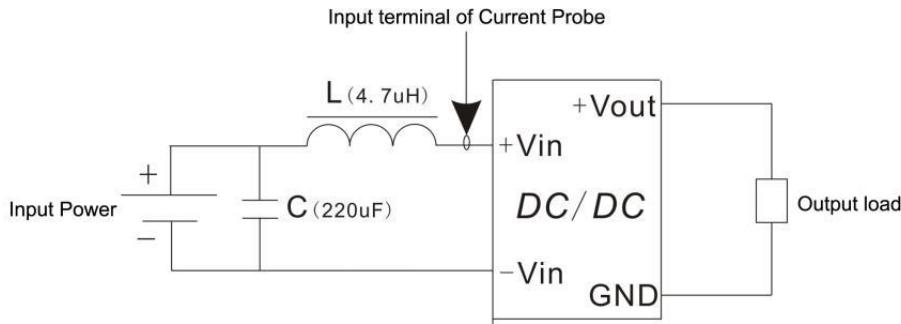 Input terminal of Current Probe
L(4.7uH)
+Vout
+
+Vin
Input Power
C(220uF)
DC/DC
Output load
−
−Vin
GND